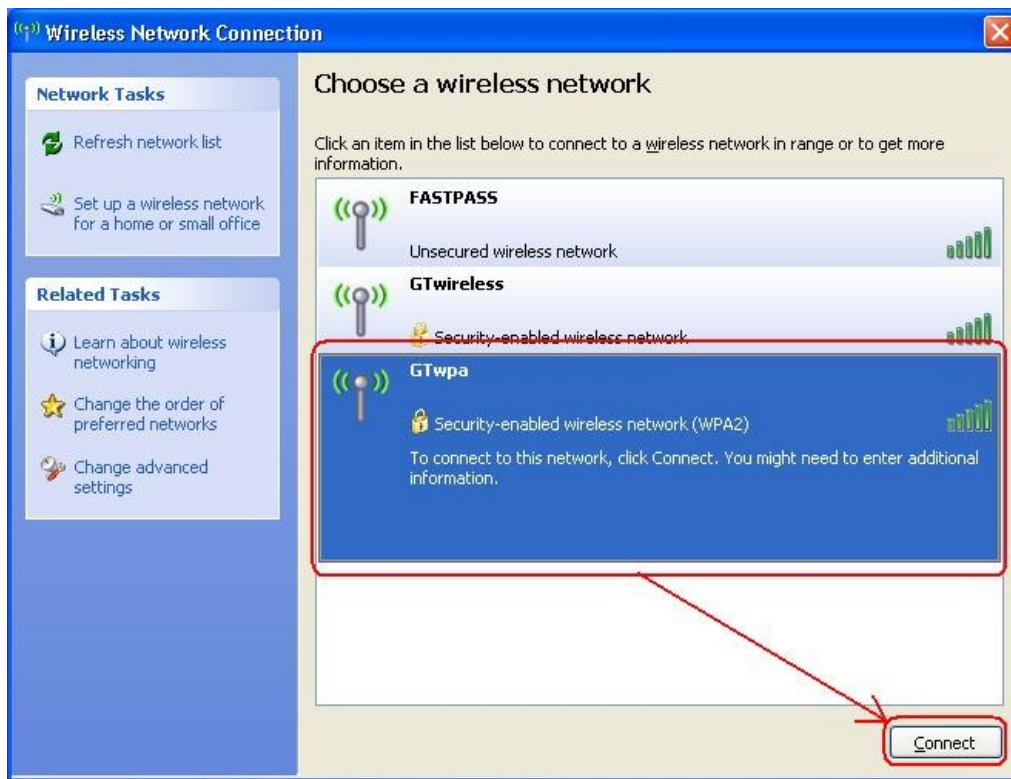 Wireless Network Connection
Network Tasks
Refresh network list
Set up a wireless network
for a home or small office
Related Tasks
Learn about wireless
networking
Change the order of
preferred networks
Change advanced
settings
Choose a wireless network
Click an item in the list below to connect to a wireless network in range or to get more
information.
FASTPASS
Unsecured wireless network
GTwireless
Security-enabled wireless network
GTwpa
Security-enabled wireless network (WPA2)
To connect to this network, click Connect. You might need to enter additional
information.
Connect